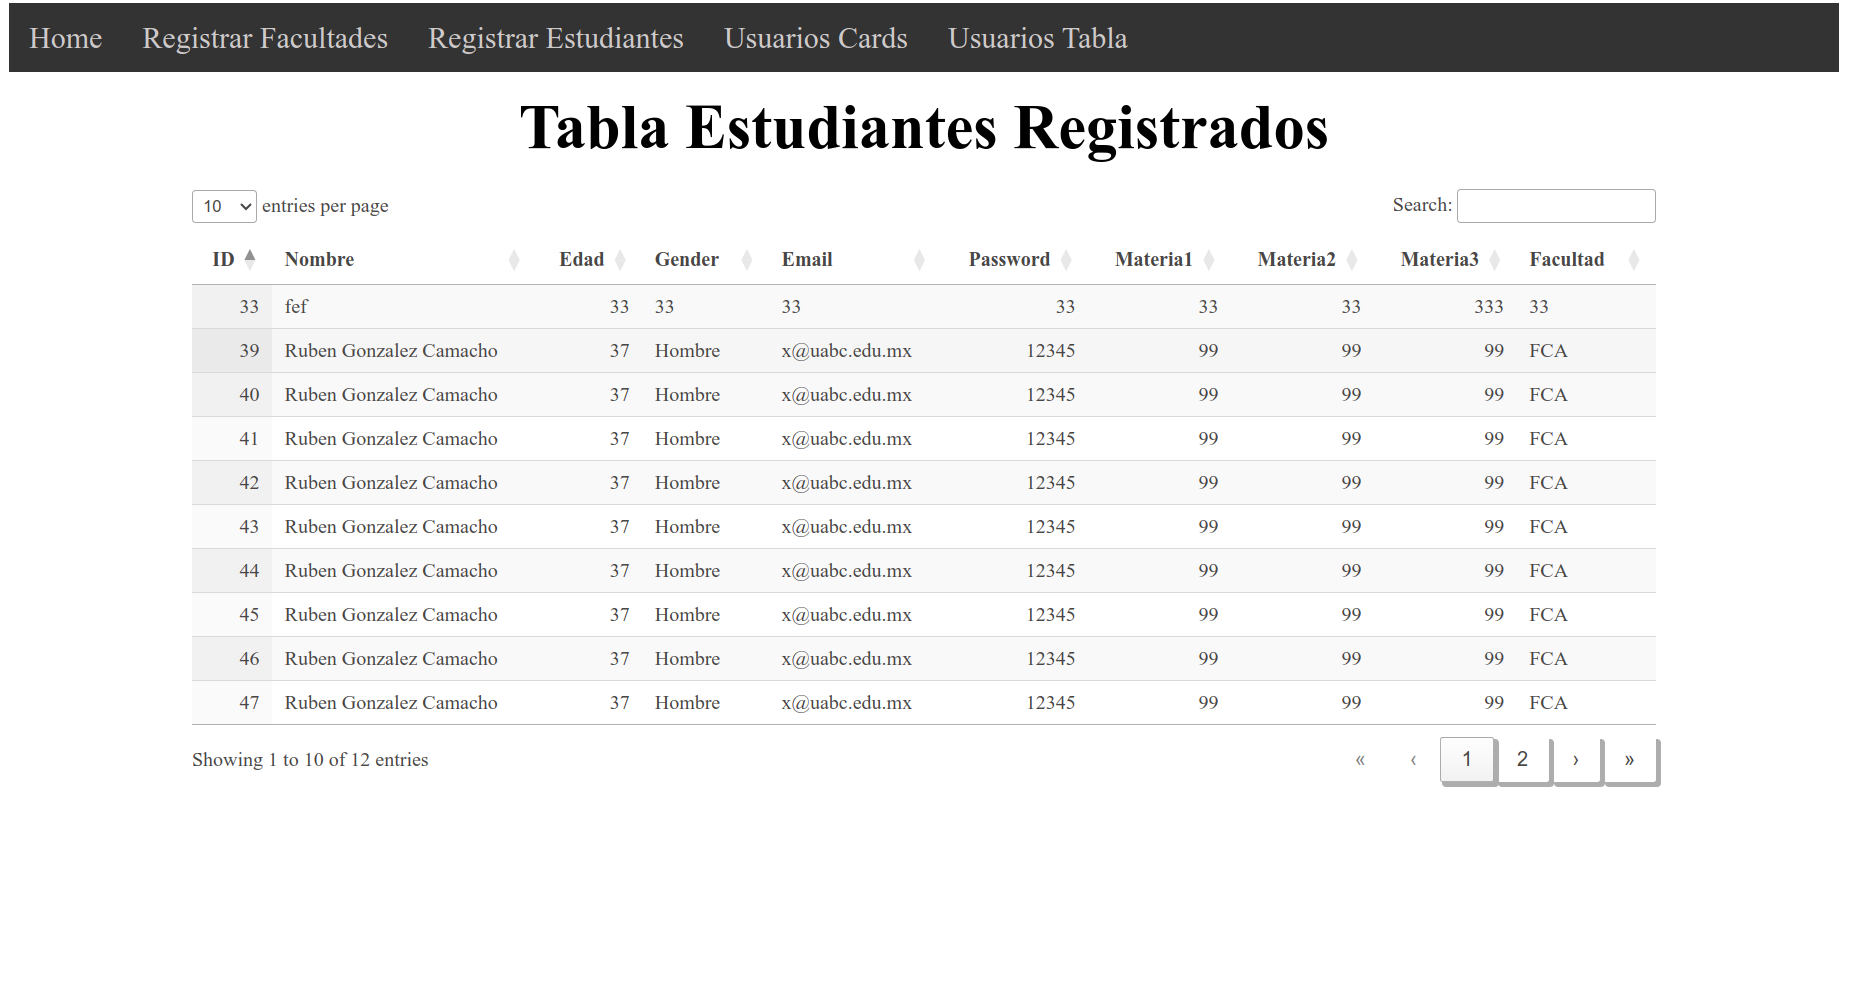 Home Registrar Facultades Registrar Estudiantes Usuarios Cards Usuarios Tabla
Tabla Estudiantes Registrados
10 entries per page Search:
ID Nombre Edad Gender Email Password Materia1 Materia2 Materia3 Facultad
33 fef 33 33 33 33 33 33 333 33
39 Ruben Gonzalez Camacho 37 Hombre x@uabc.edu.mx 12345 99 99 99 FCA
40 Ruben Gonzalez Camacho 37 Hombre x@uabc.edu.mx 12345 99 99 99 FCA
41 Ruben Gonzalez Camacho 37 Hombre x@uabc.edu.mx 12345 99 99 99 FCA
42 Ruben Gonzalez Camacho 37 Hombre x@uabc.edu.mx 12345 99 99 99 FCA
43 Ruben Gonzalez Camacho 37 Hombre x@uabc.edu.mx 12345 99 99 99 FCA
44 Ruben Gonzalez Camacho 37 Hombre x@uabc.edu.mx 12345 99 99 99 FCA
45 Ruben Gonzalez Camacho 37 Hombre x@uabc.edu.mx 12345 99 99 99 FCA
46 Ruben Gonzalez Camacho 37 Hombre x@uabc.edu.mx 12345 99 99 99 FCA
47 Ruben Gonzalez Camacho 37 Hombre x@uabc.edu.mx 12345 99 99 99 FCA
Showing 1 to 10 of 12 entries « ‹ 1 2 › »